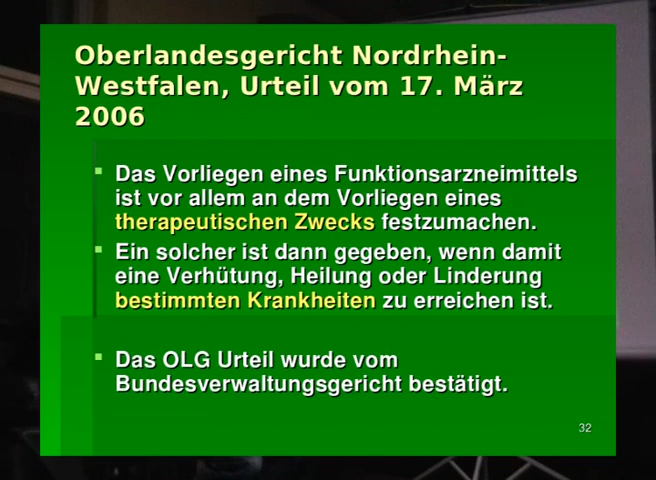 Oberlandesgericht Nordrhein-
Westfalen, Urteil vom 17. März
2006
Das Vorliegen eines Funktionsarzneimittels
ist vor allem an dem Vorliegen eines
therapeutischen Zwecks festzumachen.
Ein solcher ist dann gegeben, wenn damit
eine Verhütung, Heilung oder Linderung
bestimmten Krankheiten zu erreichen ist.
Das OLG Urteil wurde vom
Bundesverwaltungsgericht bestätigt.
32